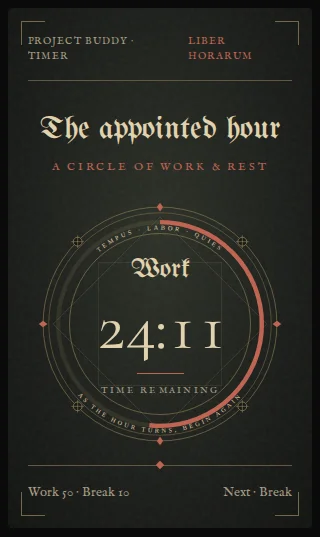 PROJECT BUDDY ·
TIMER
LIBER
HORARUM
The appointed hour
A CIRCLE OF WORK & REST
TEMPUS · LABOR · QUIES
Work
24:11
TIME REMAINING
AS THE HOUR TURNS, BEGIN AGAIN
Work 50 · Break 10
Next · Break